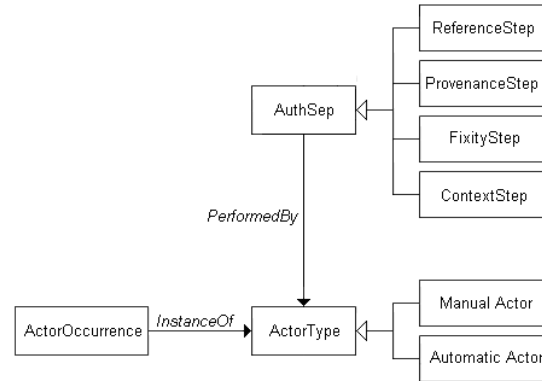 ReferenceStep
ProvenanceStep
AuthSep
FixityStep
ContextStep
PerformedBy
Manual Actor
ActorOccurrence
InstanceOf
ActorType
Automatic Actor